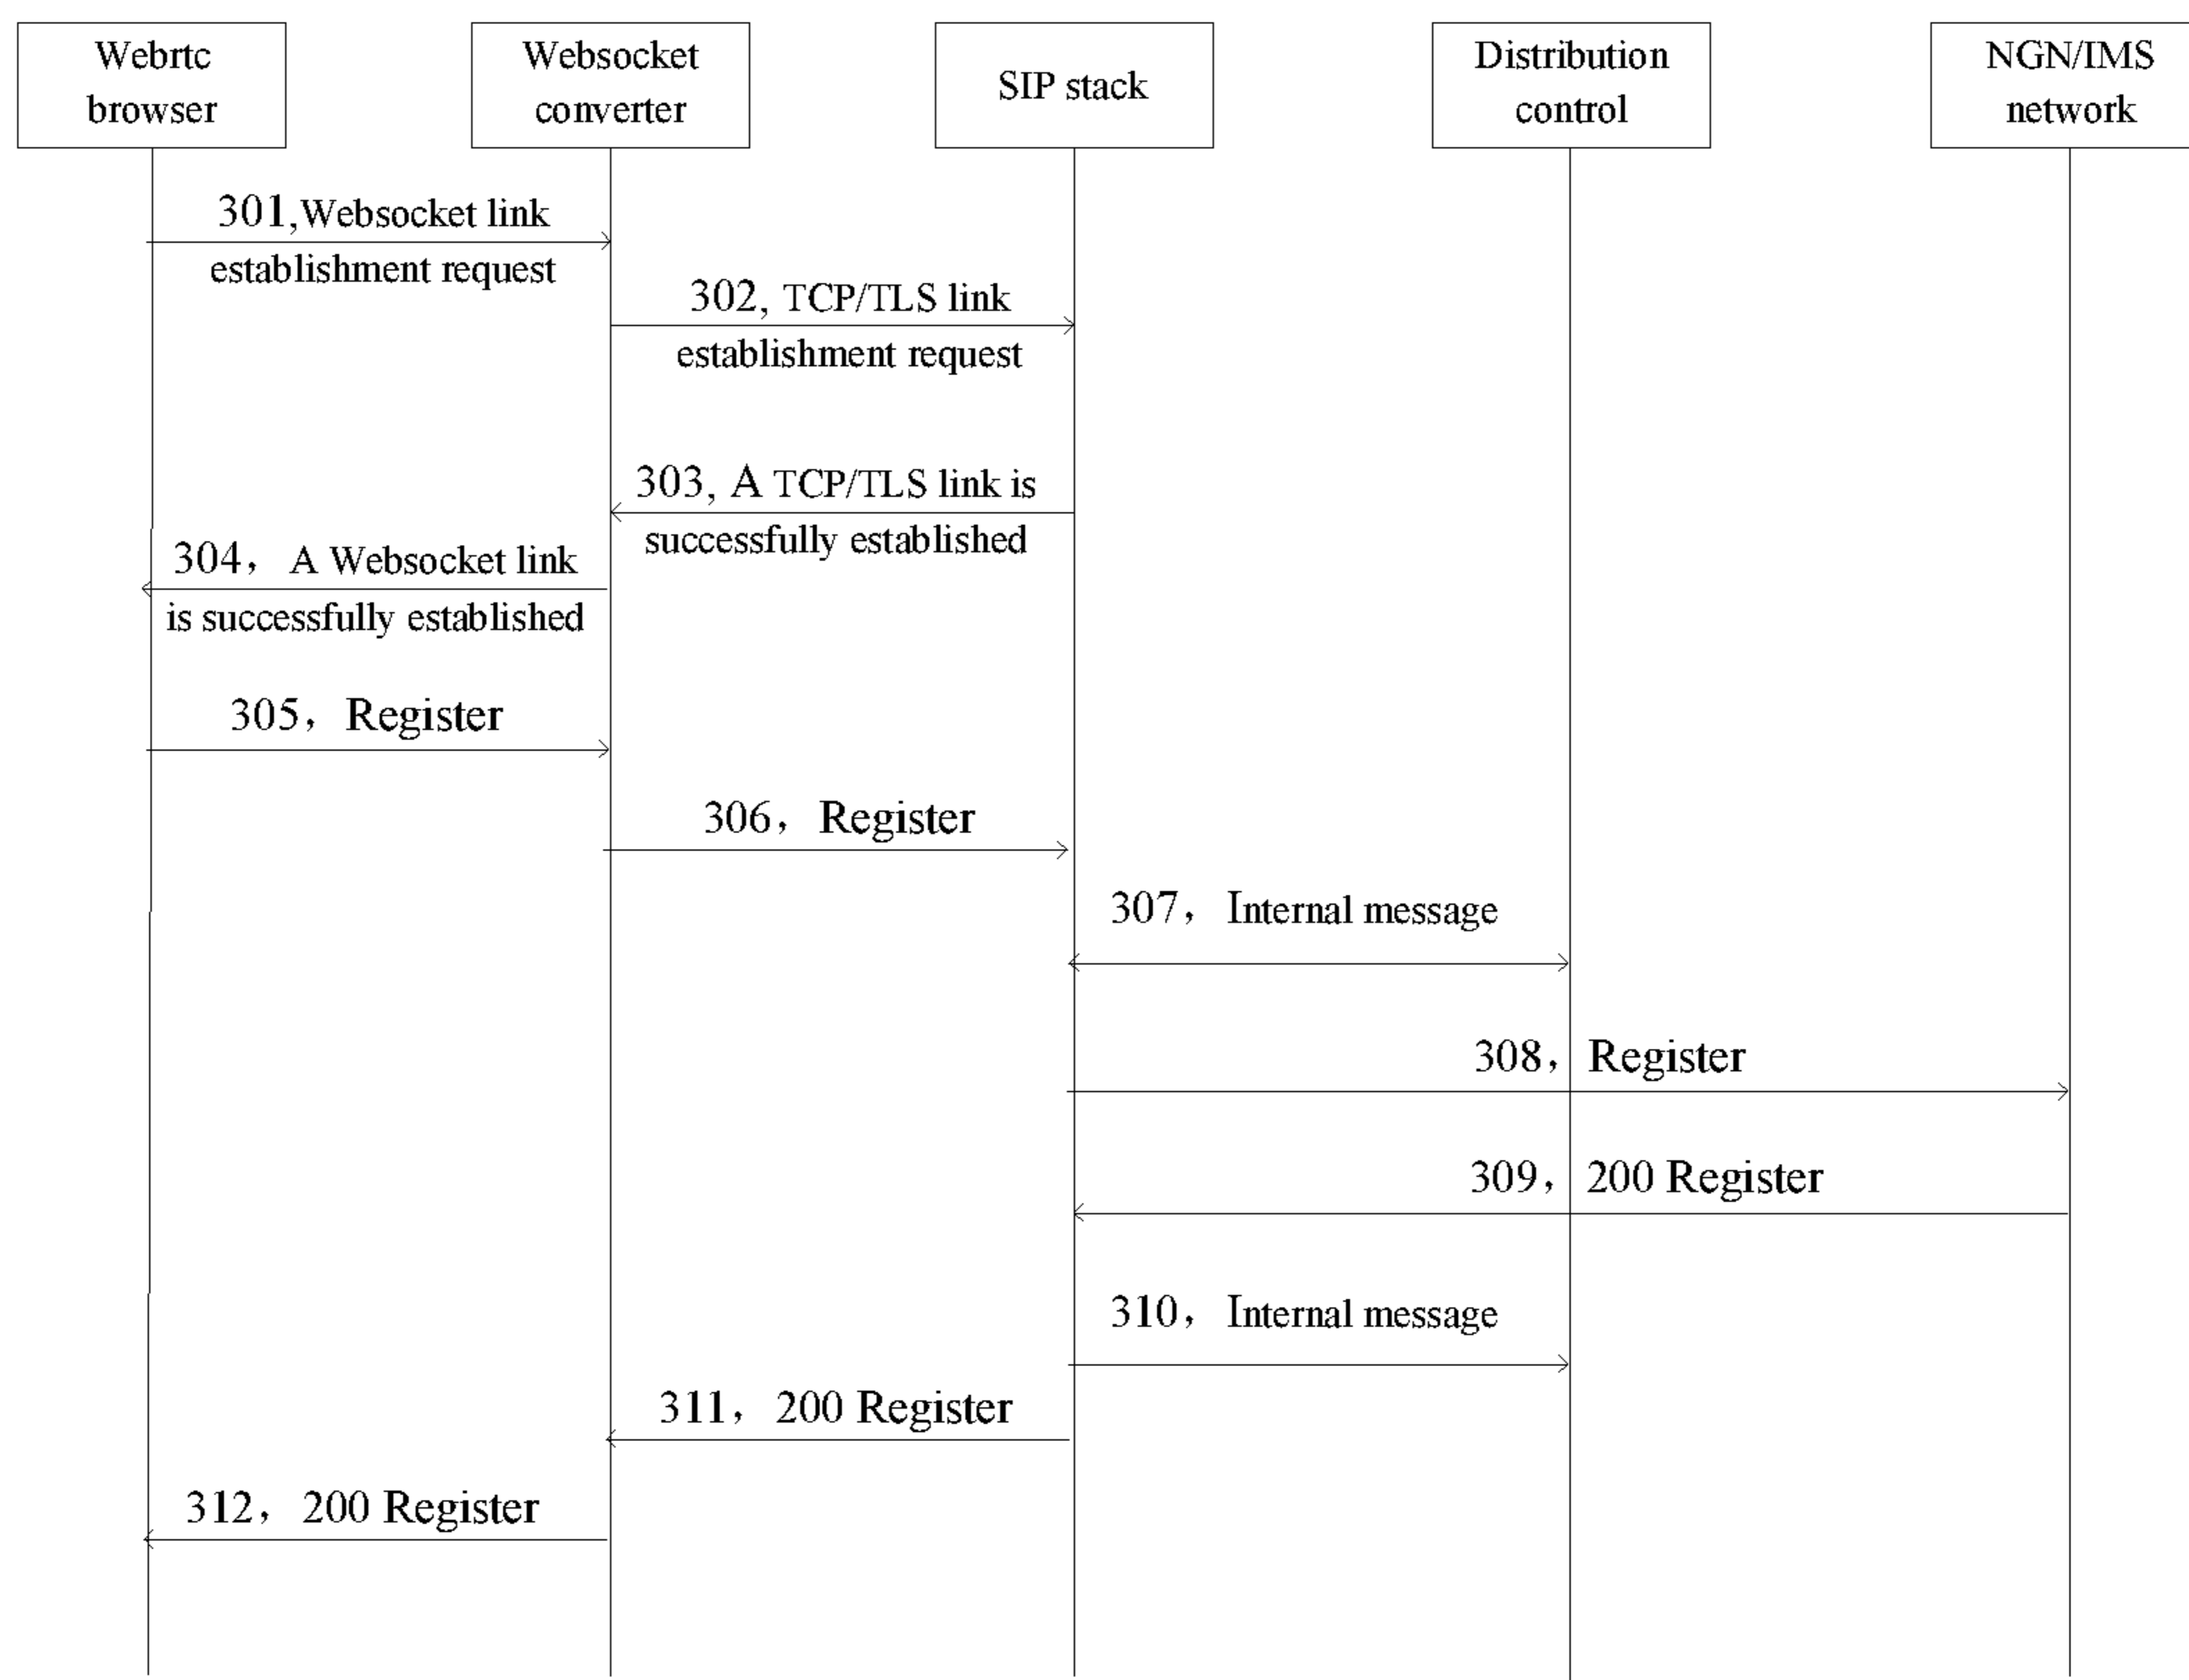 Webrtc
browser
Websocket
converter
SIP stack
Distribution
control
NGN/IMS
network
301,Websocket link
establishment request
302, TCP/TLS link
establishment request
303, A TCP/TLS link is
successfully established
304， A Websocket link
is successfully established
305， Register
306， Register
307， Internal message
308， Register
309， 200 Register
310， Internal message
311， 200 Register
312， 200 Register